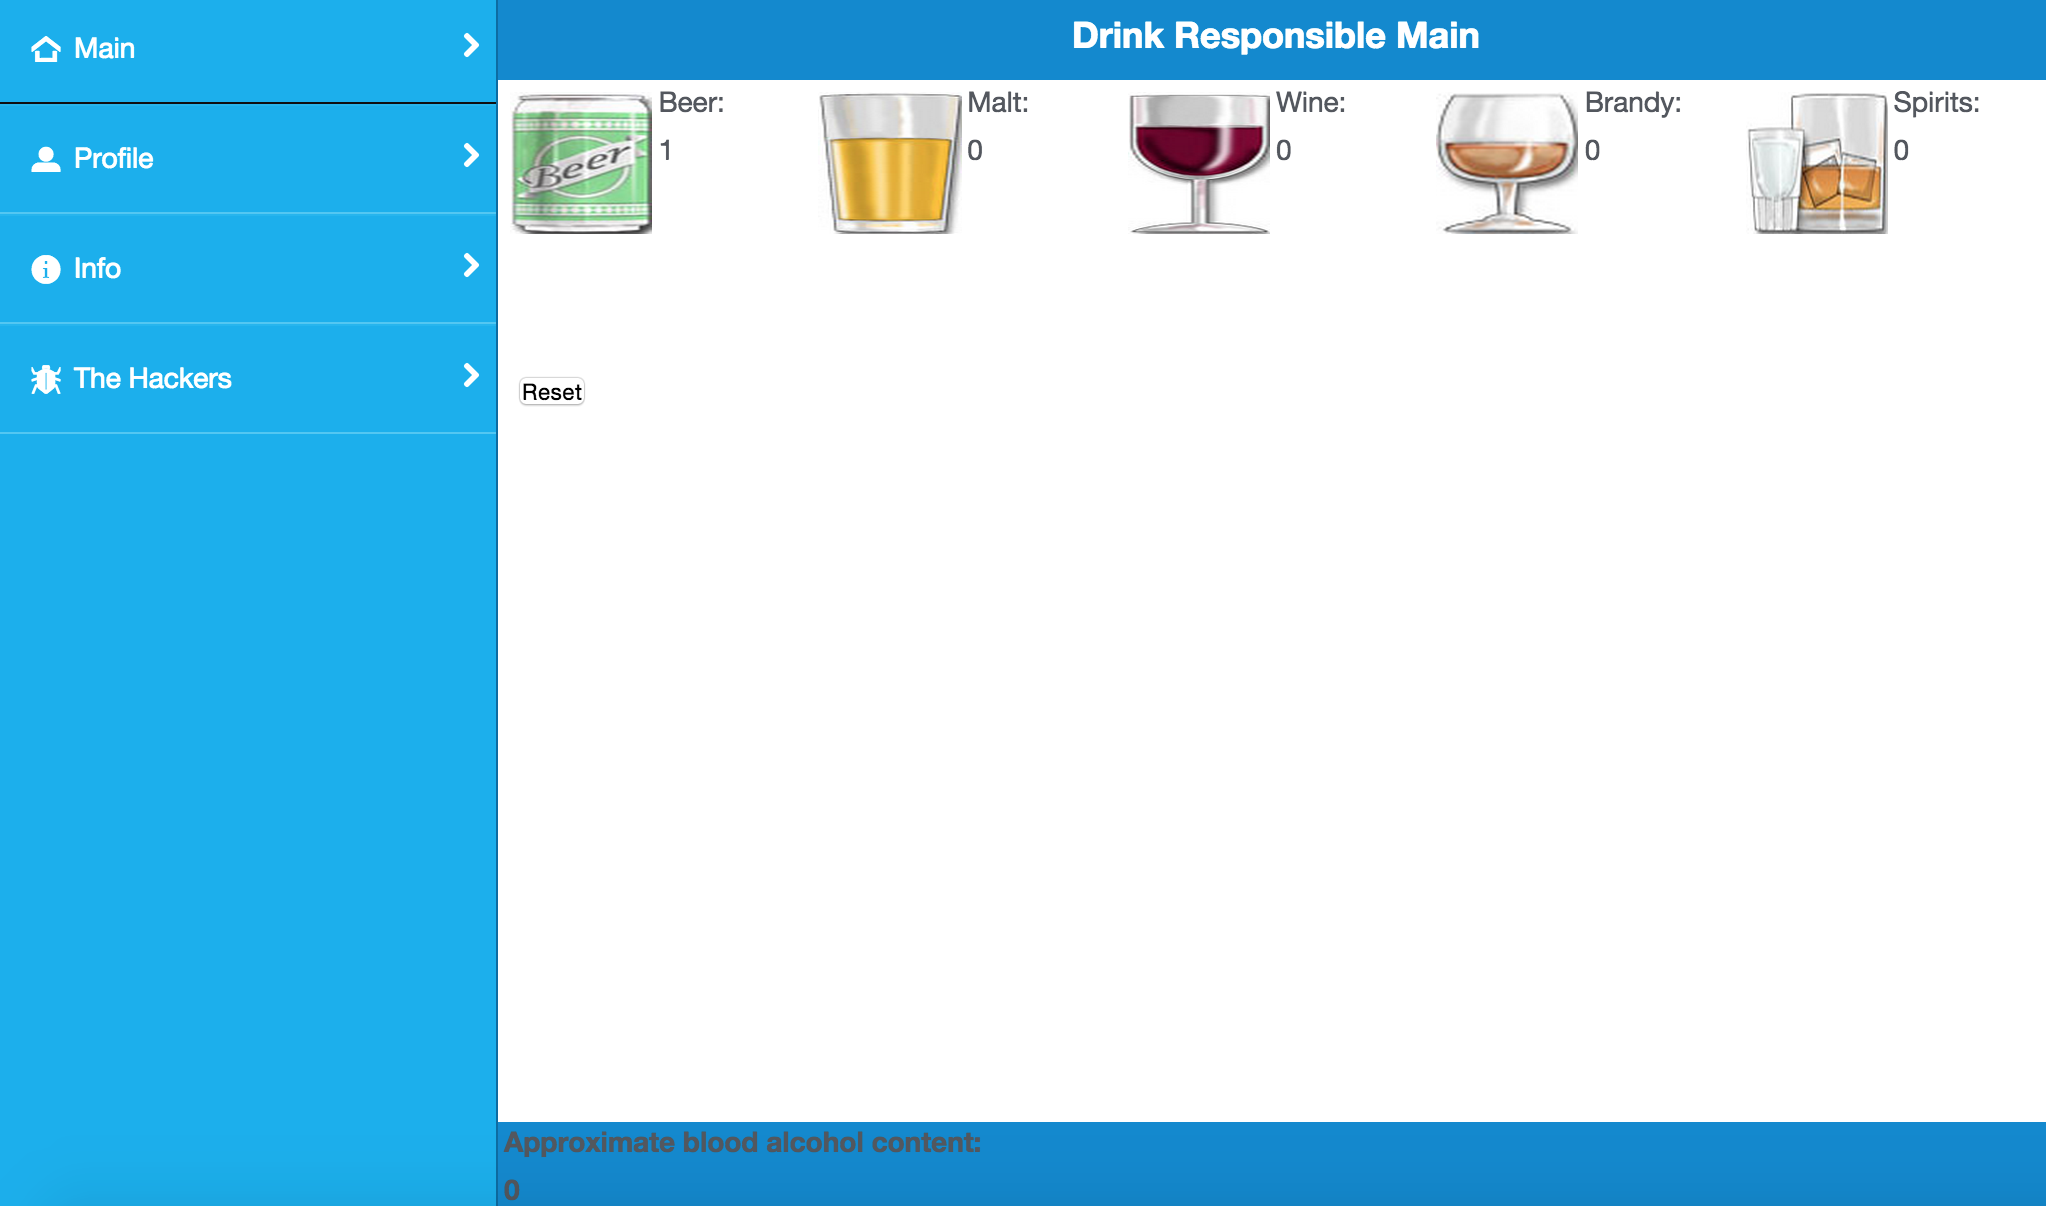 Main
Profile
Info
The Hackers
Drink Responsible Main
Beer
Beer:
1
Malt:
0
Wine:
0
Brandy:
0
Spirits:
0
Reset
Approximate blood alcohol content:
0